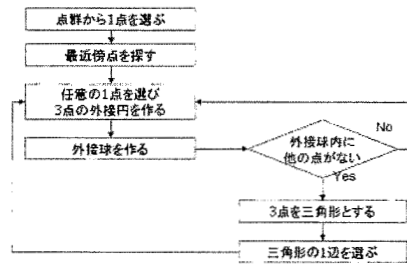 点群から1点を選ぶ
最近傍点を探す
任意の1点を選び
3点の外接円を作る
外接球を作る
外接球内に
他の点がない
No
Yes
3点を三角形とする
三角形の1辺を選ぶ